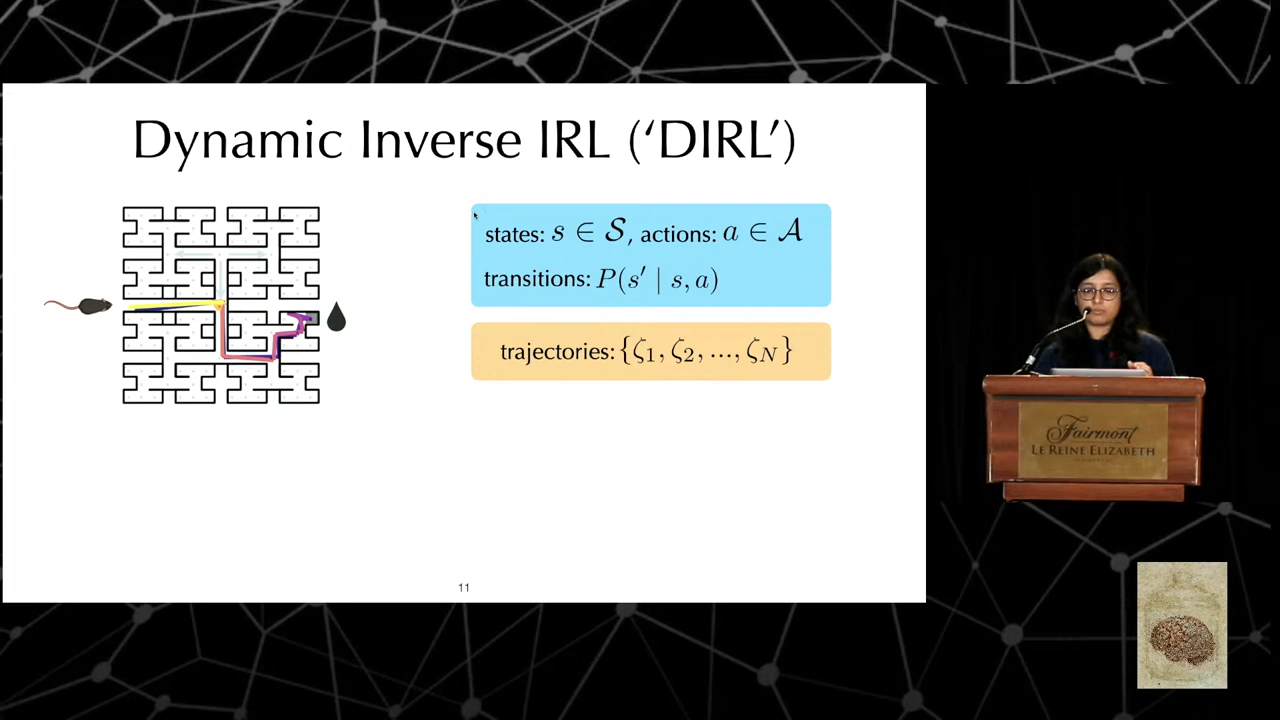 Dynamic Inverse IRL (‘DIRL’)
states: s ∈ 𝒮, actions: a ∈ 𝒜
transitions: P(s′ | s, a)
trajectories: {ζ₁, ζ₂, ..., ζ_N}
11
Fairmont
LE REINE ELIZABETH